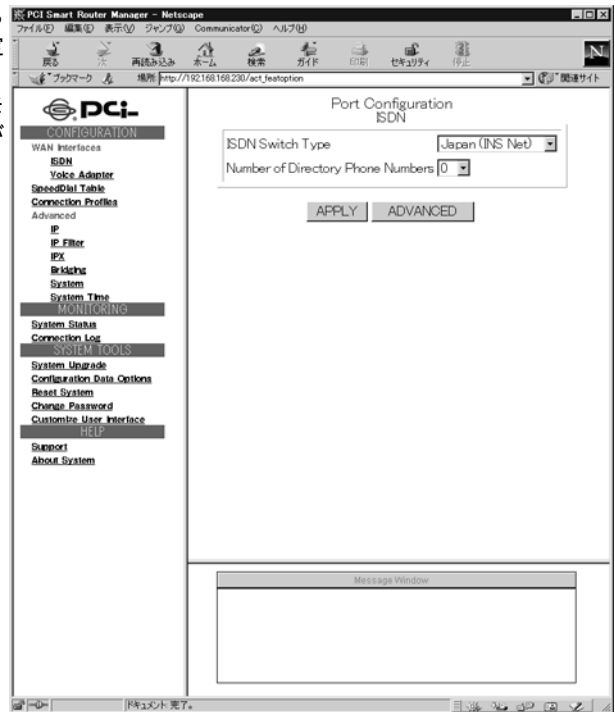 PCI Smart Router Manager - Netscape
ファイル(F) 編集(E) 表示(V) ジャンプ(G) Communicator(C) ヘルプ(H)
戻る 次 再読み込み ホーム 検索 ガイド 印刷 セキュリティ 停止
N
ブックマーク 場所: http://192.168.168.230/act_featoption 関連サイト
PCi-
CONFIGURATION
WAN Interfaces
ISDN
Voice Adapter
SpeedDial Table
Connection Profiles
Advanced
IP
IP Filter
IPX
Bridging
System
System Time
MONITORING
System Status
Connection Log
SYSTEM TOOLS
System Upgrade
Configuration Data Options
Reset System
Change Password
Customize User Interface
HELP
Support
About System
Port Configuration
ISDN
ISDN Switch Type Japan (INS Net)
Number of Directory Phone Numbers 0
APPLY ADVANCED
Message Window
ドキュメント: 完了。